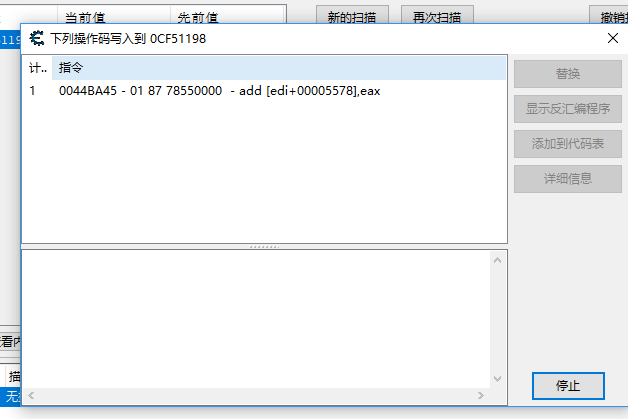 当前值 先前值 新的扫描 再次扫描 撤销扫
下列操作码写入到 0CF51198
计.. 指令
1 0044BA45 - 01 87 78550000 - add [edi+00005578],eax
替换
显示反汇编程序
添加到代码表
详细信息
停止
看内
描
无